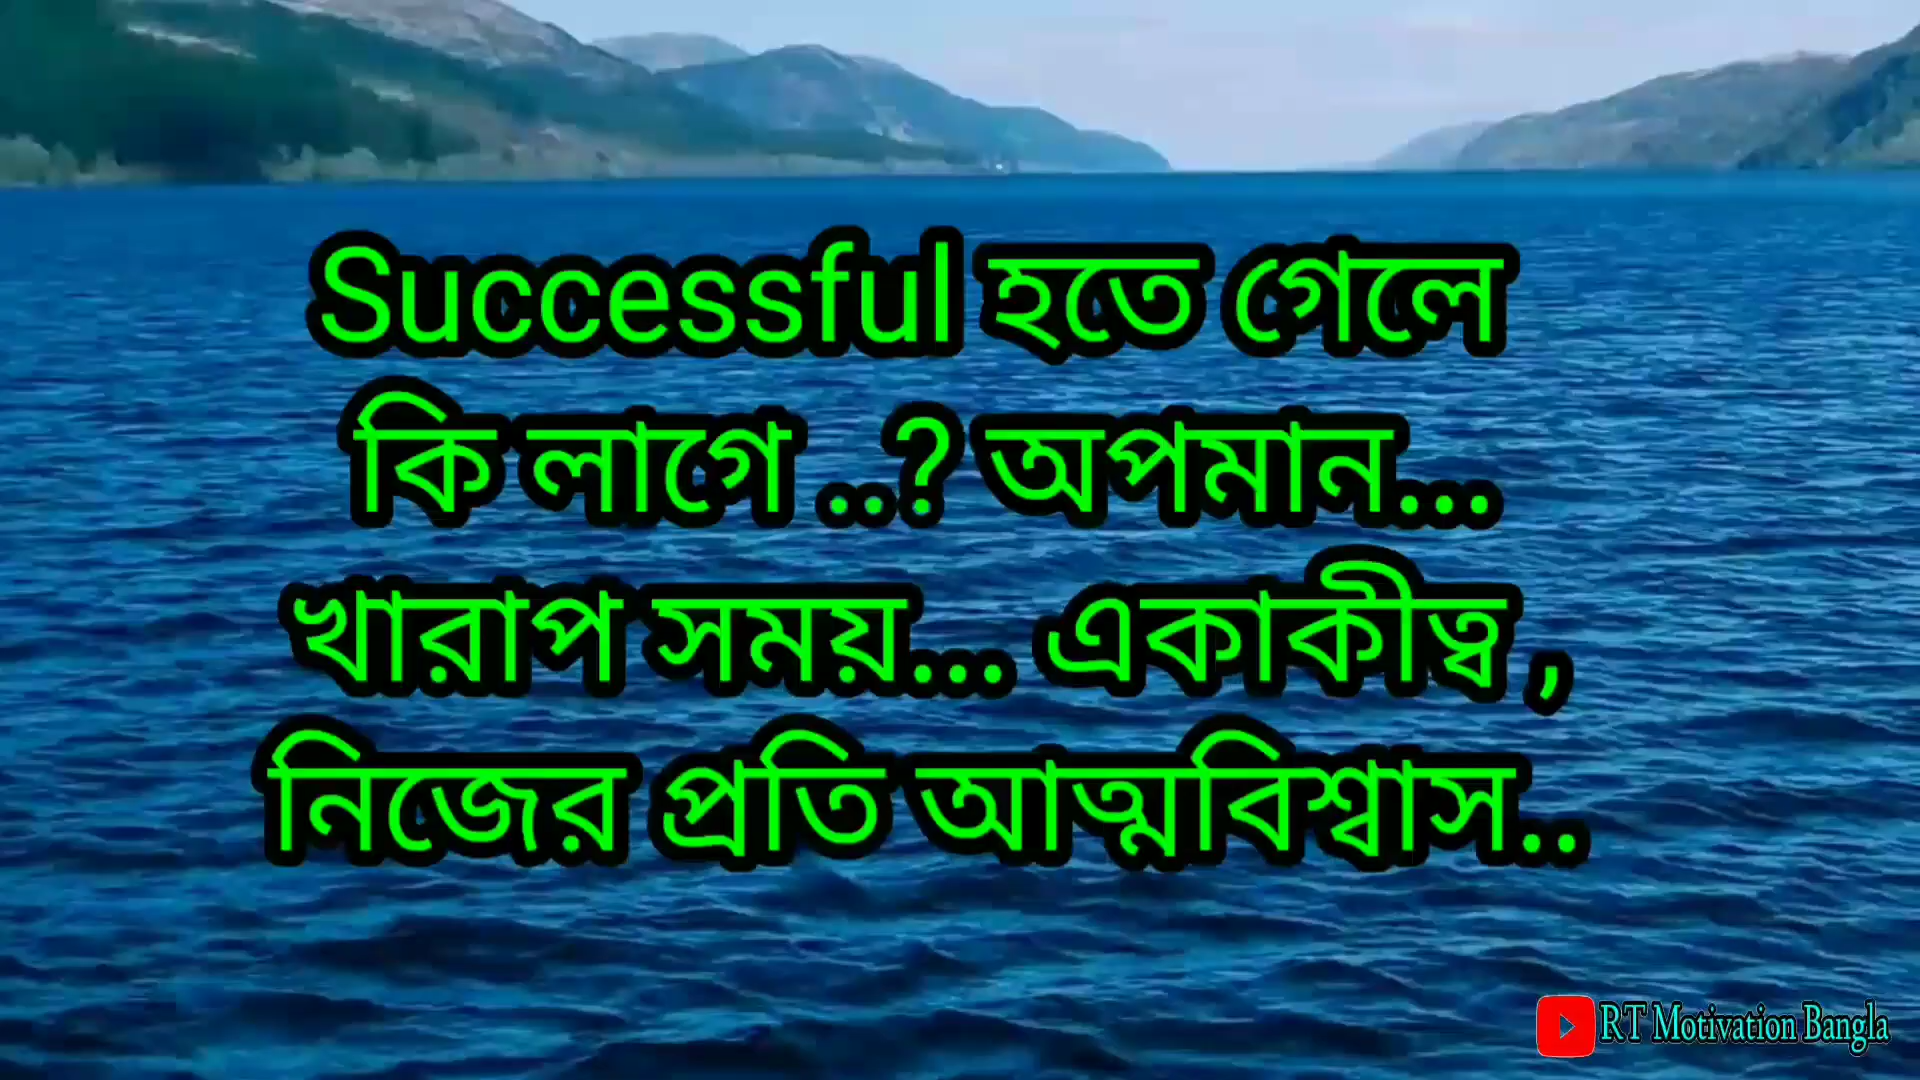 Successful হতে গেলে
কি লাগে ..? অপমান...
খারাপ সময়... একাকীত্ব ,
নিজের প্রতি আত্মবিশ্বাস..
RT Motivation Bangla